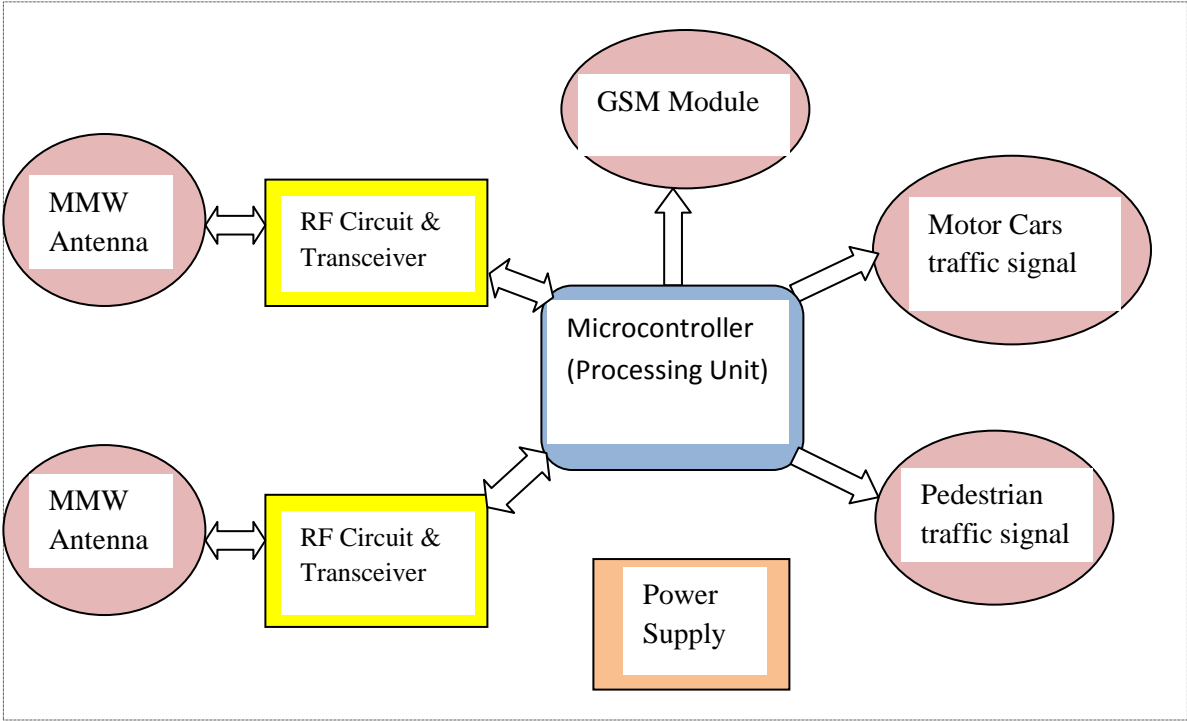 GSM Module
MMW
Antenna
RF Circuit &
Transceiver
Motor Cars
traffic signal
Microcontroller
(Processing Unit)
MMW
Antenna
RF Circuit &
Transceiver
Pedestrian
traffic signal
Power
Supply